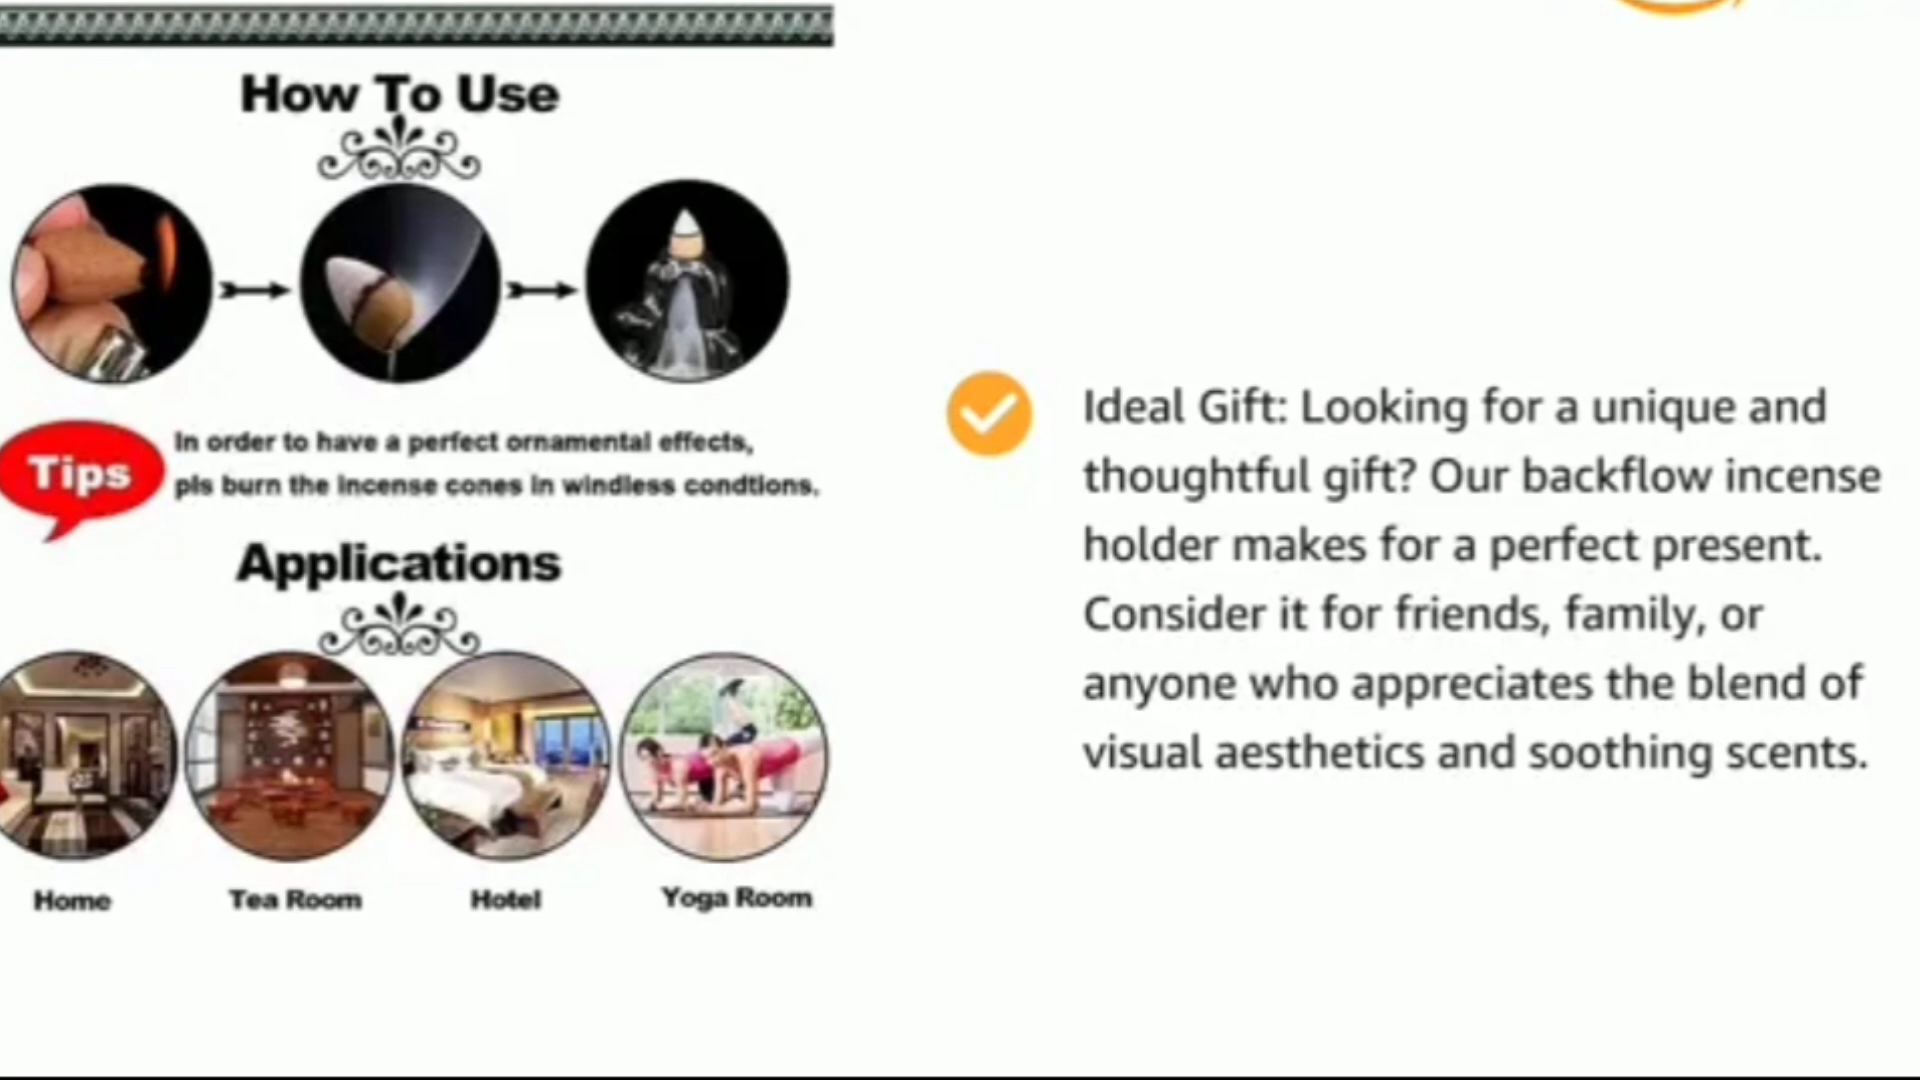 How To Use
Tips
In order to have a perfect ornamental effects,
pls burn the incense cones in windless condtions.
Applications
Home
Tea Room
Hotel
Yoga Room
Ideal Gift: Looking for a unique and
thoughtful gift? Our backflow incense
holder makes for a perfect present.
Consider it for friends, family, or
anyone who appreciates the blend of
visual aesthetics and soothing scents.